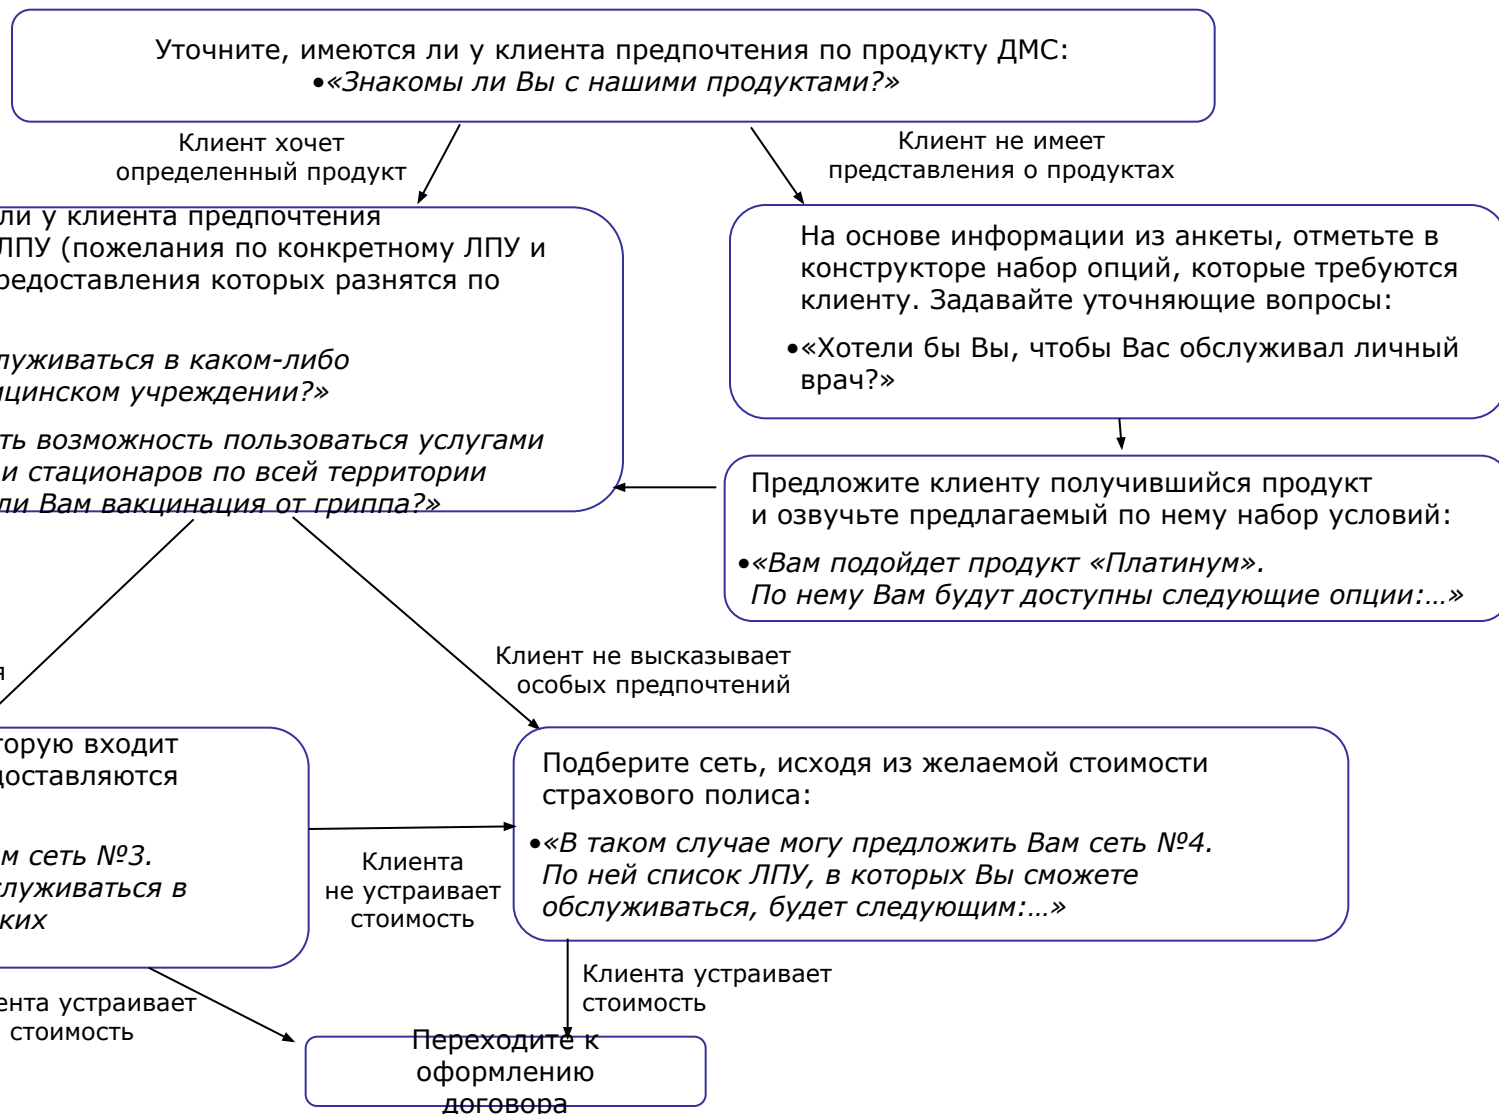 Уточните, имеются ли у клиента предпочтения по продукту ДМС:
•«Знакомы ли Вы с нашими продуктами?»
Клиент хочет
определенный продукт
Клиент не имеет
представления о продуктах
ли у клиента предпочтения
ЛПУ (пожелания по конкретному ЛПУ и
редоставления которых разнятся по
луживаться в каком-либо
ицинском учреждении?»
ть возможность пользоваться услугами
и стационаров по всей территории
ли Вам вакцинация от гриппа?»
На основе информации из анкеты, отметьте в
конструкторе набор опций, которые требуются
клиенту. Задавайте уточняющие вопросы:
•«Хотели бы Вы, чтобы Вас обслуживал личный
врач?»
Предложите клиенту получившийся продукт
и озвучьте предлагаемый по нему набор условий:
•«Вам подойдет продукт «Платинум».
По нему Вам будут доступны следующие опции:…»
я
Клиент не высказывает
особых предпочтений
торую входит
доставляются
м сеть №3.
служиваться в
ких
Клиента
не устраивает
стоимость
Подберите сеть, исходя из желаемой стоимости
страхового полиса:
•«В таком случае могу предложить Вам сеть №4.
По ней список ЛПУ, в которых Вы сможете
обслуживаться, будет следующим:…»
ента устраивает
стоимость
Клиента устраивает
стоимость
Переходите к
оформлению
договора